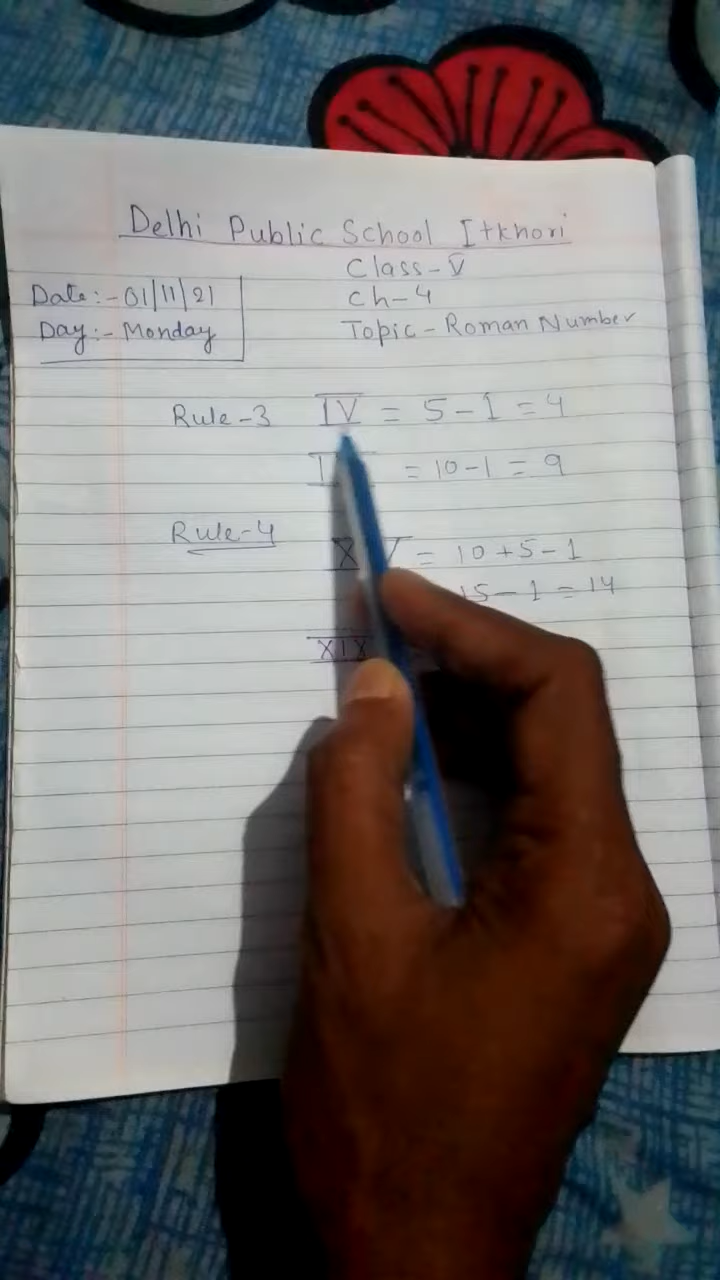 Delhi Public School Itkhori
Class-V
Date:-01/11/21
Ch-4
Day:- Monday
Topic-Roman Number
Rule-3 IV = 5-1 = 4
= 10-1 = 9
Rule-4
= 10+5-1
15-1 = 14
XIX